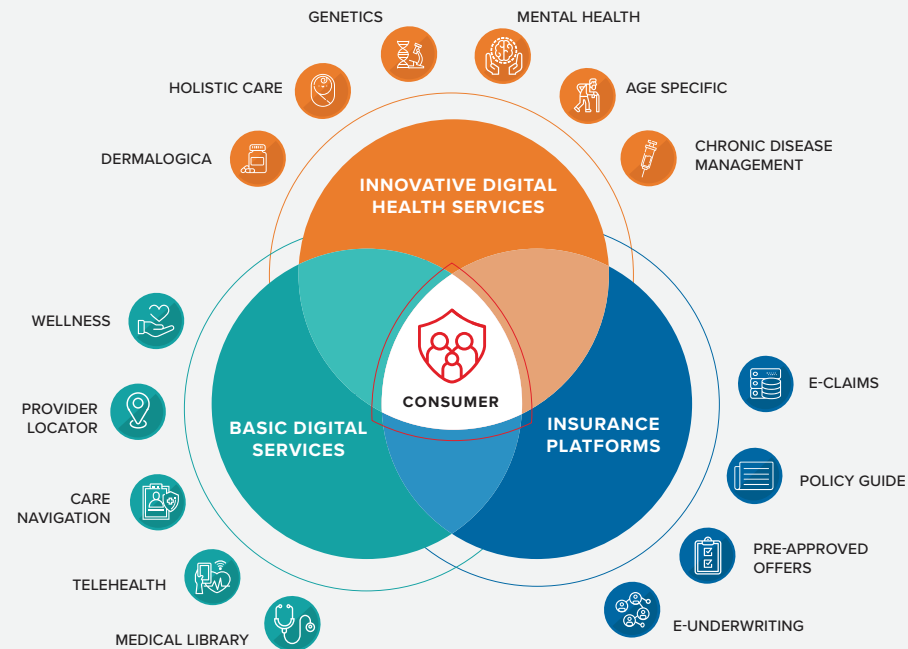 GENETICS
MENTAL HEALTH
HOLISTIC CARE
AGE SPECIFIC
DERMALOGICA
CHRONIC DISEASE
MANAGEMENT
INNOVATIVE DIGITAL
HEALTH SERVICES
WELLNESS
PROVIDER
LOCATOR
CARE
NAVIGATION
TELEHEALTH
MEDICAL LIBRARY
BASIC DIGITAL
SERVICES
CONSUMER
INSURANCE
PLATFORMS
E-CLAIMS
POLICY GUIDE
PRE-APPROVED
OFFERS
E-UNDERWRITING